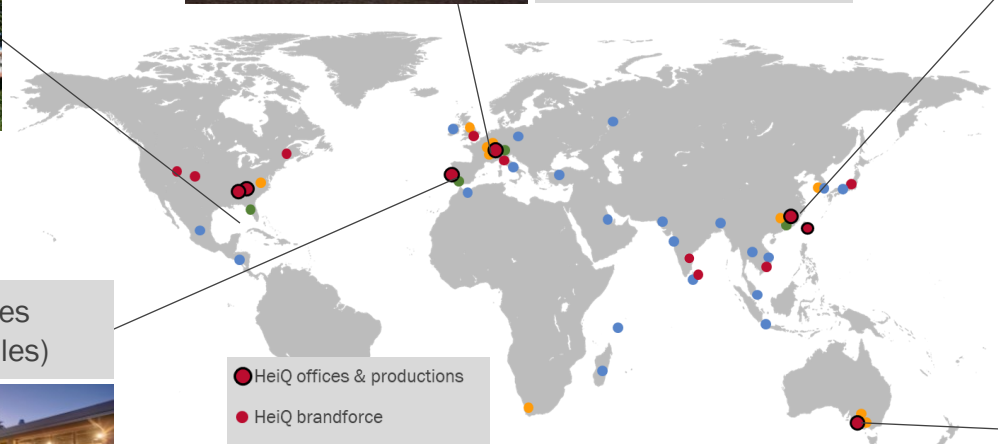 es
les)
HeiQ offices & productions
HeiQ brandforce